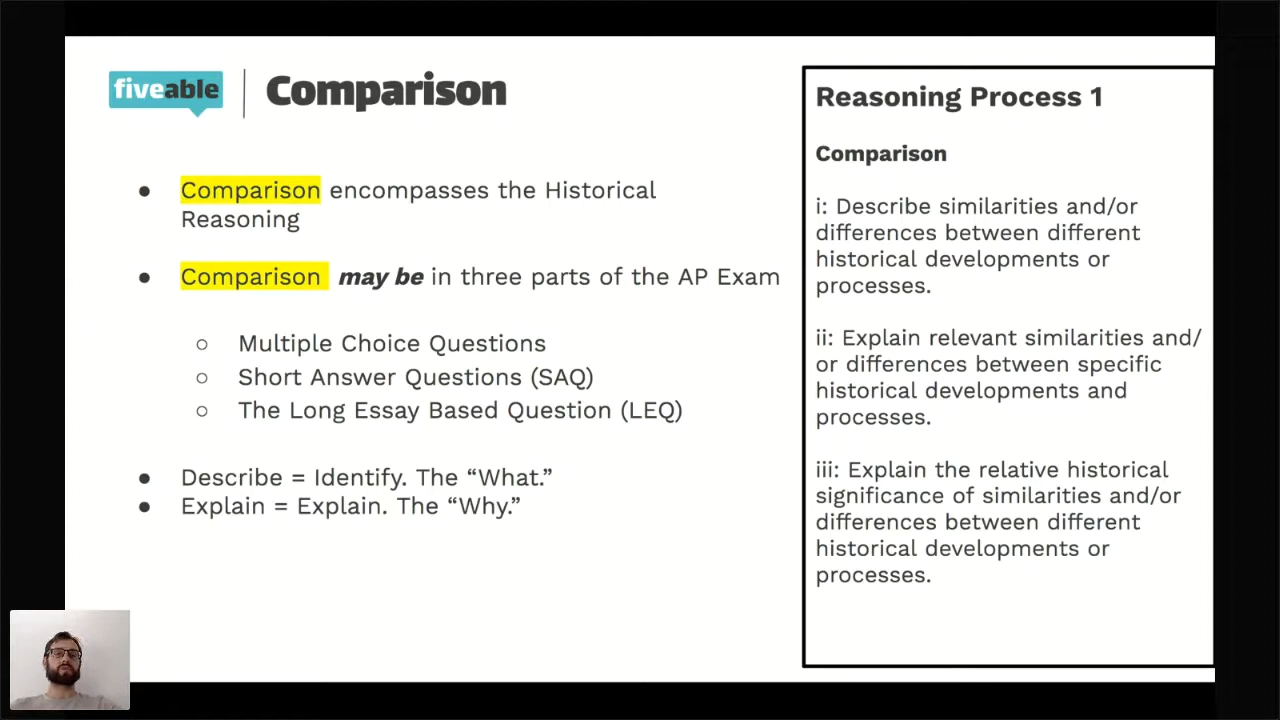 fiveable
Comparison
● Comparison encompasses the Historical
Reasoning
● Comparison may be in three parts of the AP Exam
○ Multiple Choice Questions
○ Short Answer Questions (SAQ)
○ The Long Essay Based Question (LEQ)
● Describe = Identify. The “What.”
● Explain = Explain. The “Why.”
Reasoning Process 1
Comparison
i: Describe similarities and/or
differences between different
historical developments or
processes.
ii: Explain relevant similarities and/
or differences between specific
historical developments and
processes.
iii: Explain the relative historical
significance of similarities and/or
differences between different
historical developments or
processes.